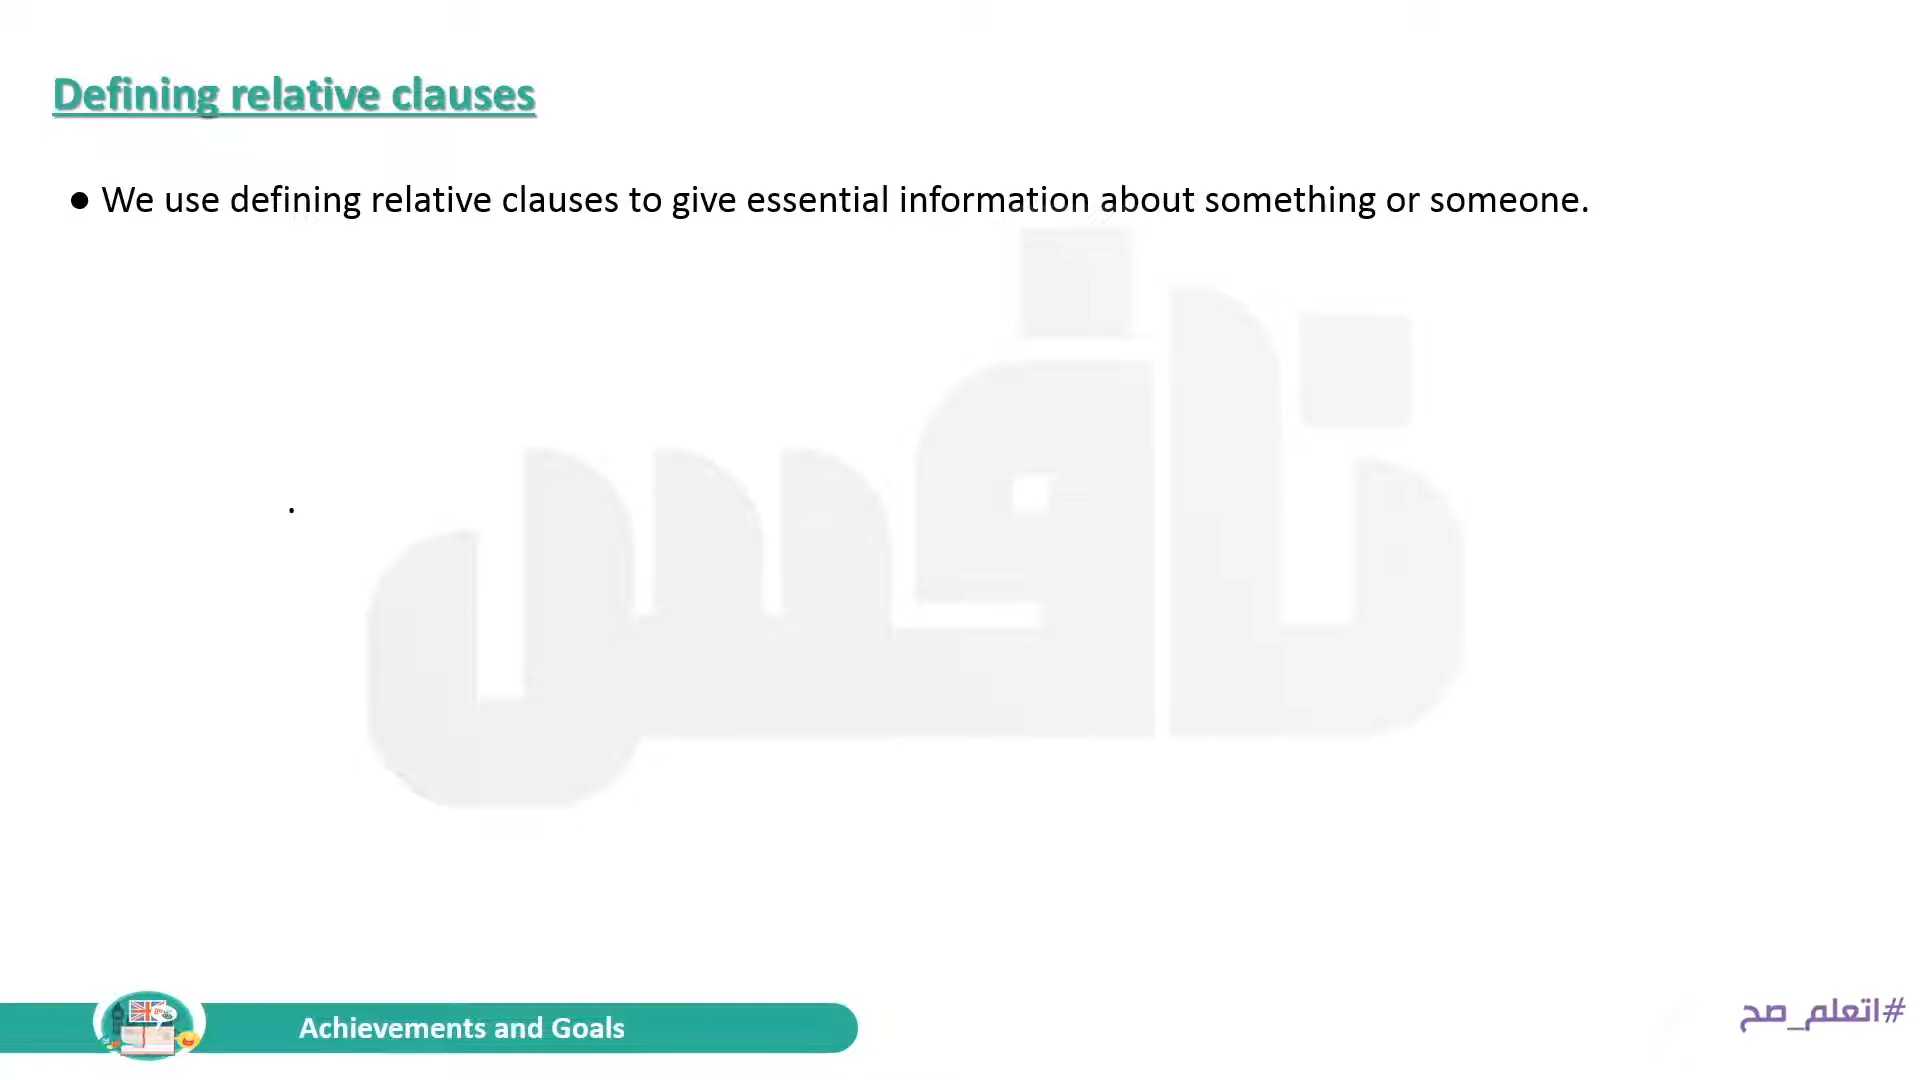 Defining relative clauses
● We use defining relative clauses to give essential information about something or someone.
نافس
.
Achievements and Goals
#اتعلم_صح